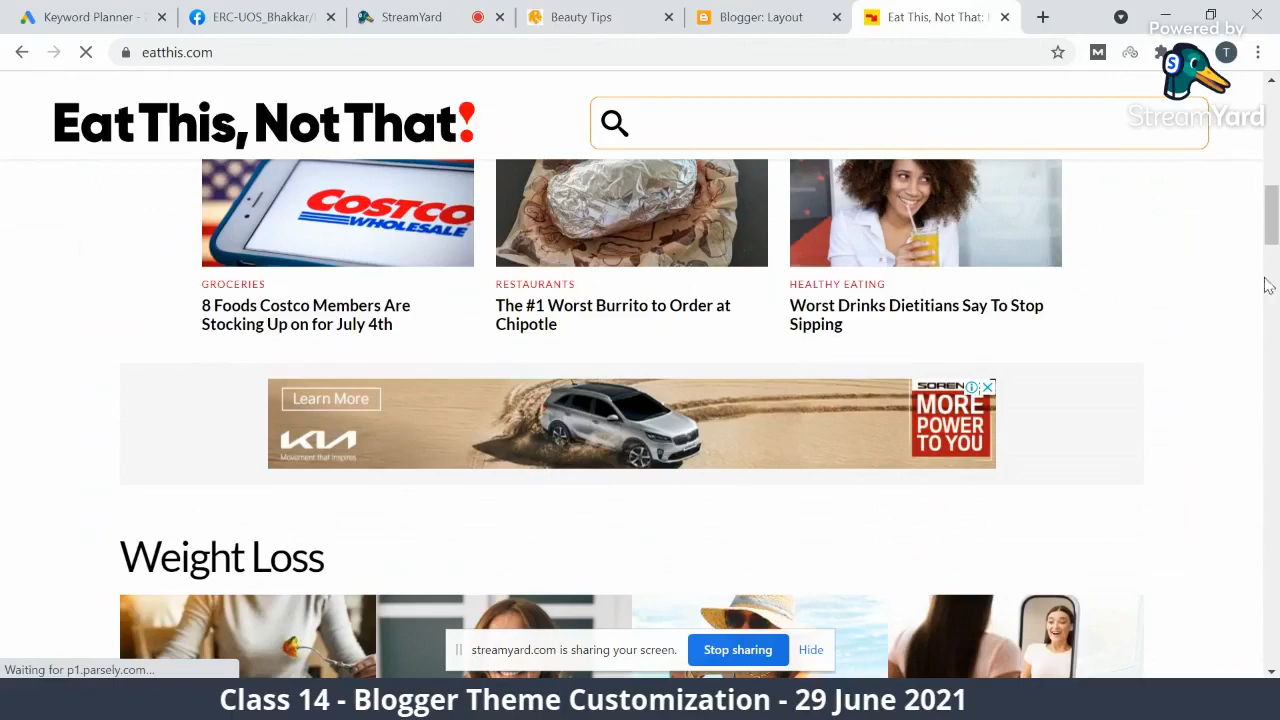 Keyword Planner -
ERC-UOS_Bhakkar/
StreamYard
Beauty Tips
Blogger: Layout
Eat This, Not That:
eatthis.com
T
Powered by
StreamYard
Eat This, Not That!
COSTCO
WHOLESALE
GROCERIES
8 Foods Costco Members Are
Stocking Up on for July 4th
RESTAURANTS
The #1 Worst Burrito to Order at
Chipotle
HEALTHY EATING
Worst Drinks Dietitians Say To Stop
Sipping
Learn More
KIA
Movement that inspires
SOREN
MORE
POWER
TO YOU
Weight Loss
streamyard.com is sharing your screen.
Stop sharing
Hide
Waiting for p1.parsely.com...
Class 14 - Blogger Theme Customization - 29 June 2021